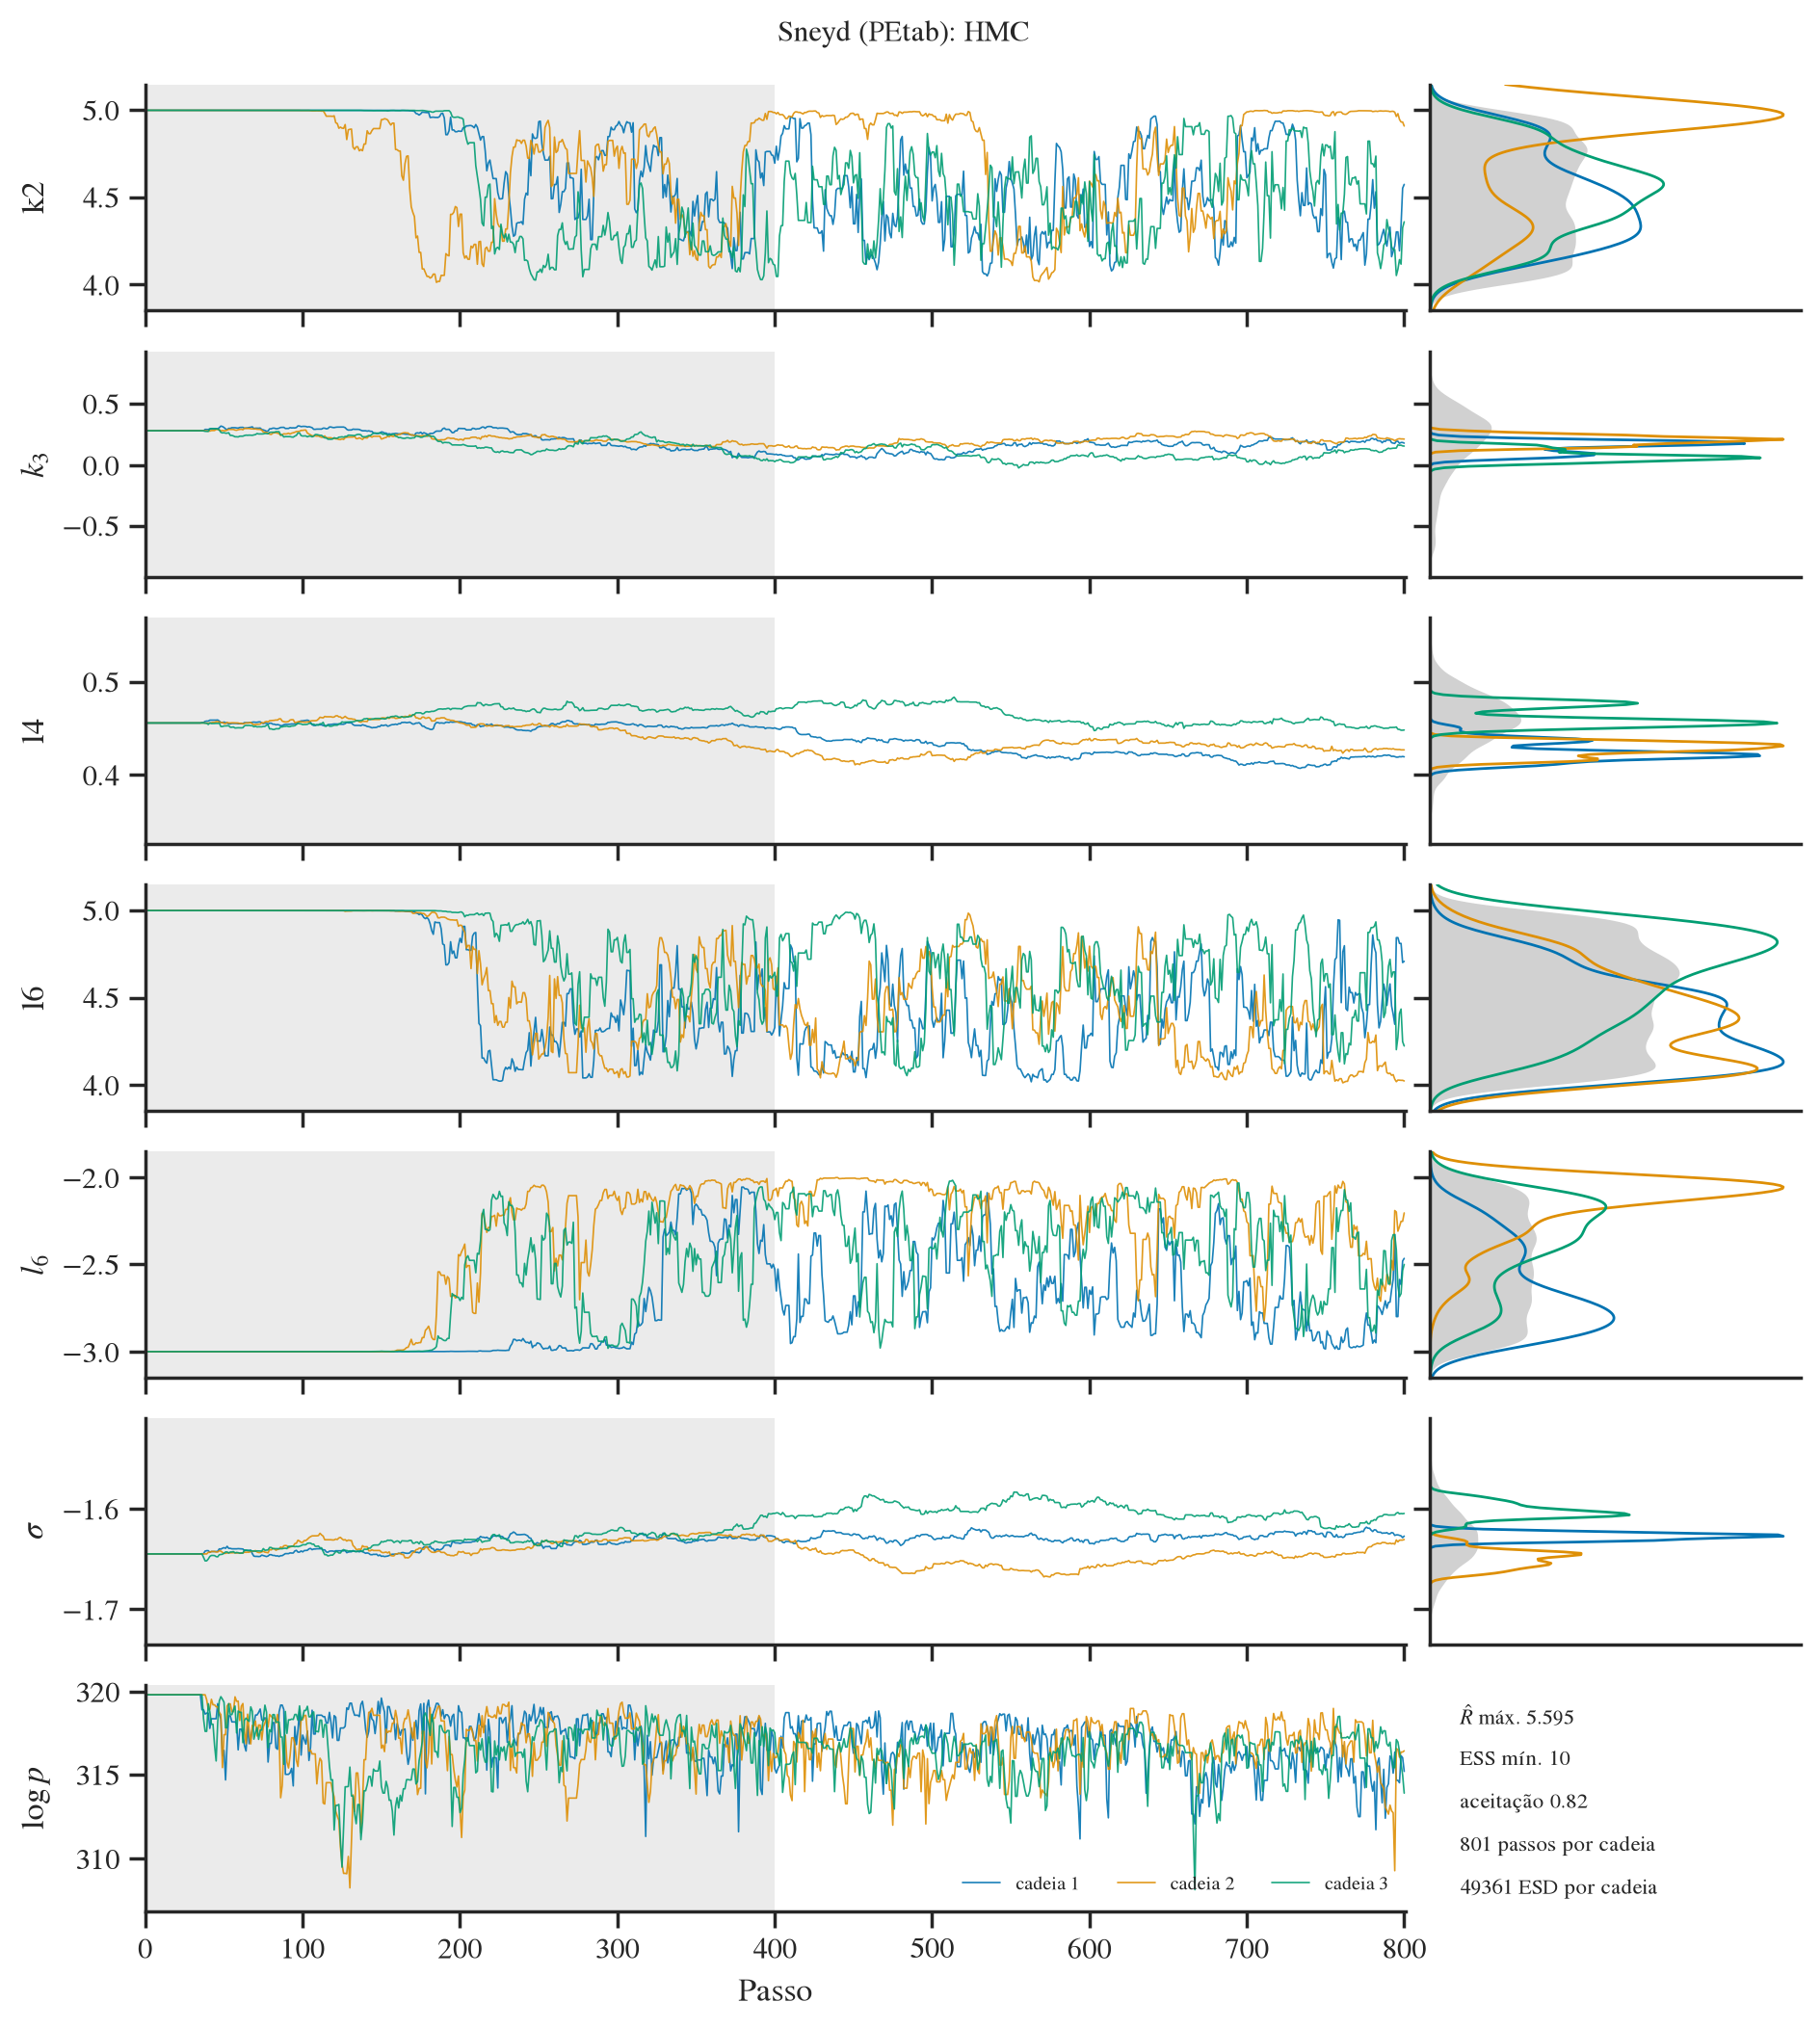 Sneyd (PEtab): HMC
k2
5.0
4.5
4.0
k₃
0.5
0.0
−0.5
l4
0.5
0.4
l6
5.0
4.5
4.0
l₆
−2.0
−2.5
−3.0
σ
−1.6
−1.7
log p
320
315
310
cadeia 1
cadeia 2
cadeia 3
R̂ máx. 5.595
ESS mín. 10
aceitação 0.82
801 passos por cadeia
49361 ESD por cadeia
0 100 200 300 400 500 600 700 800
Passo